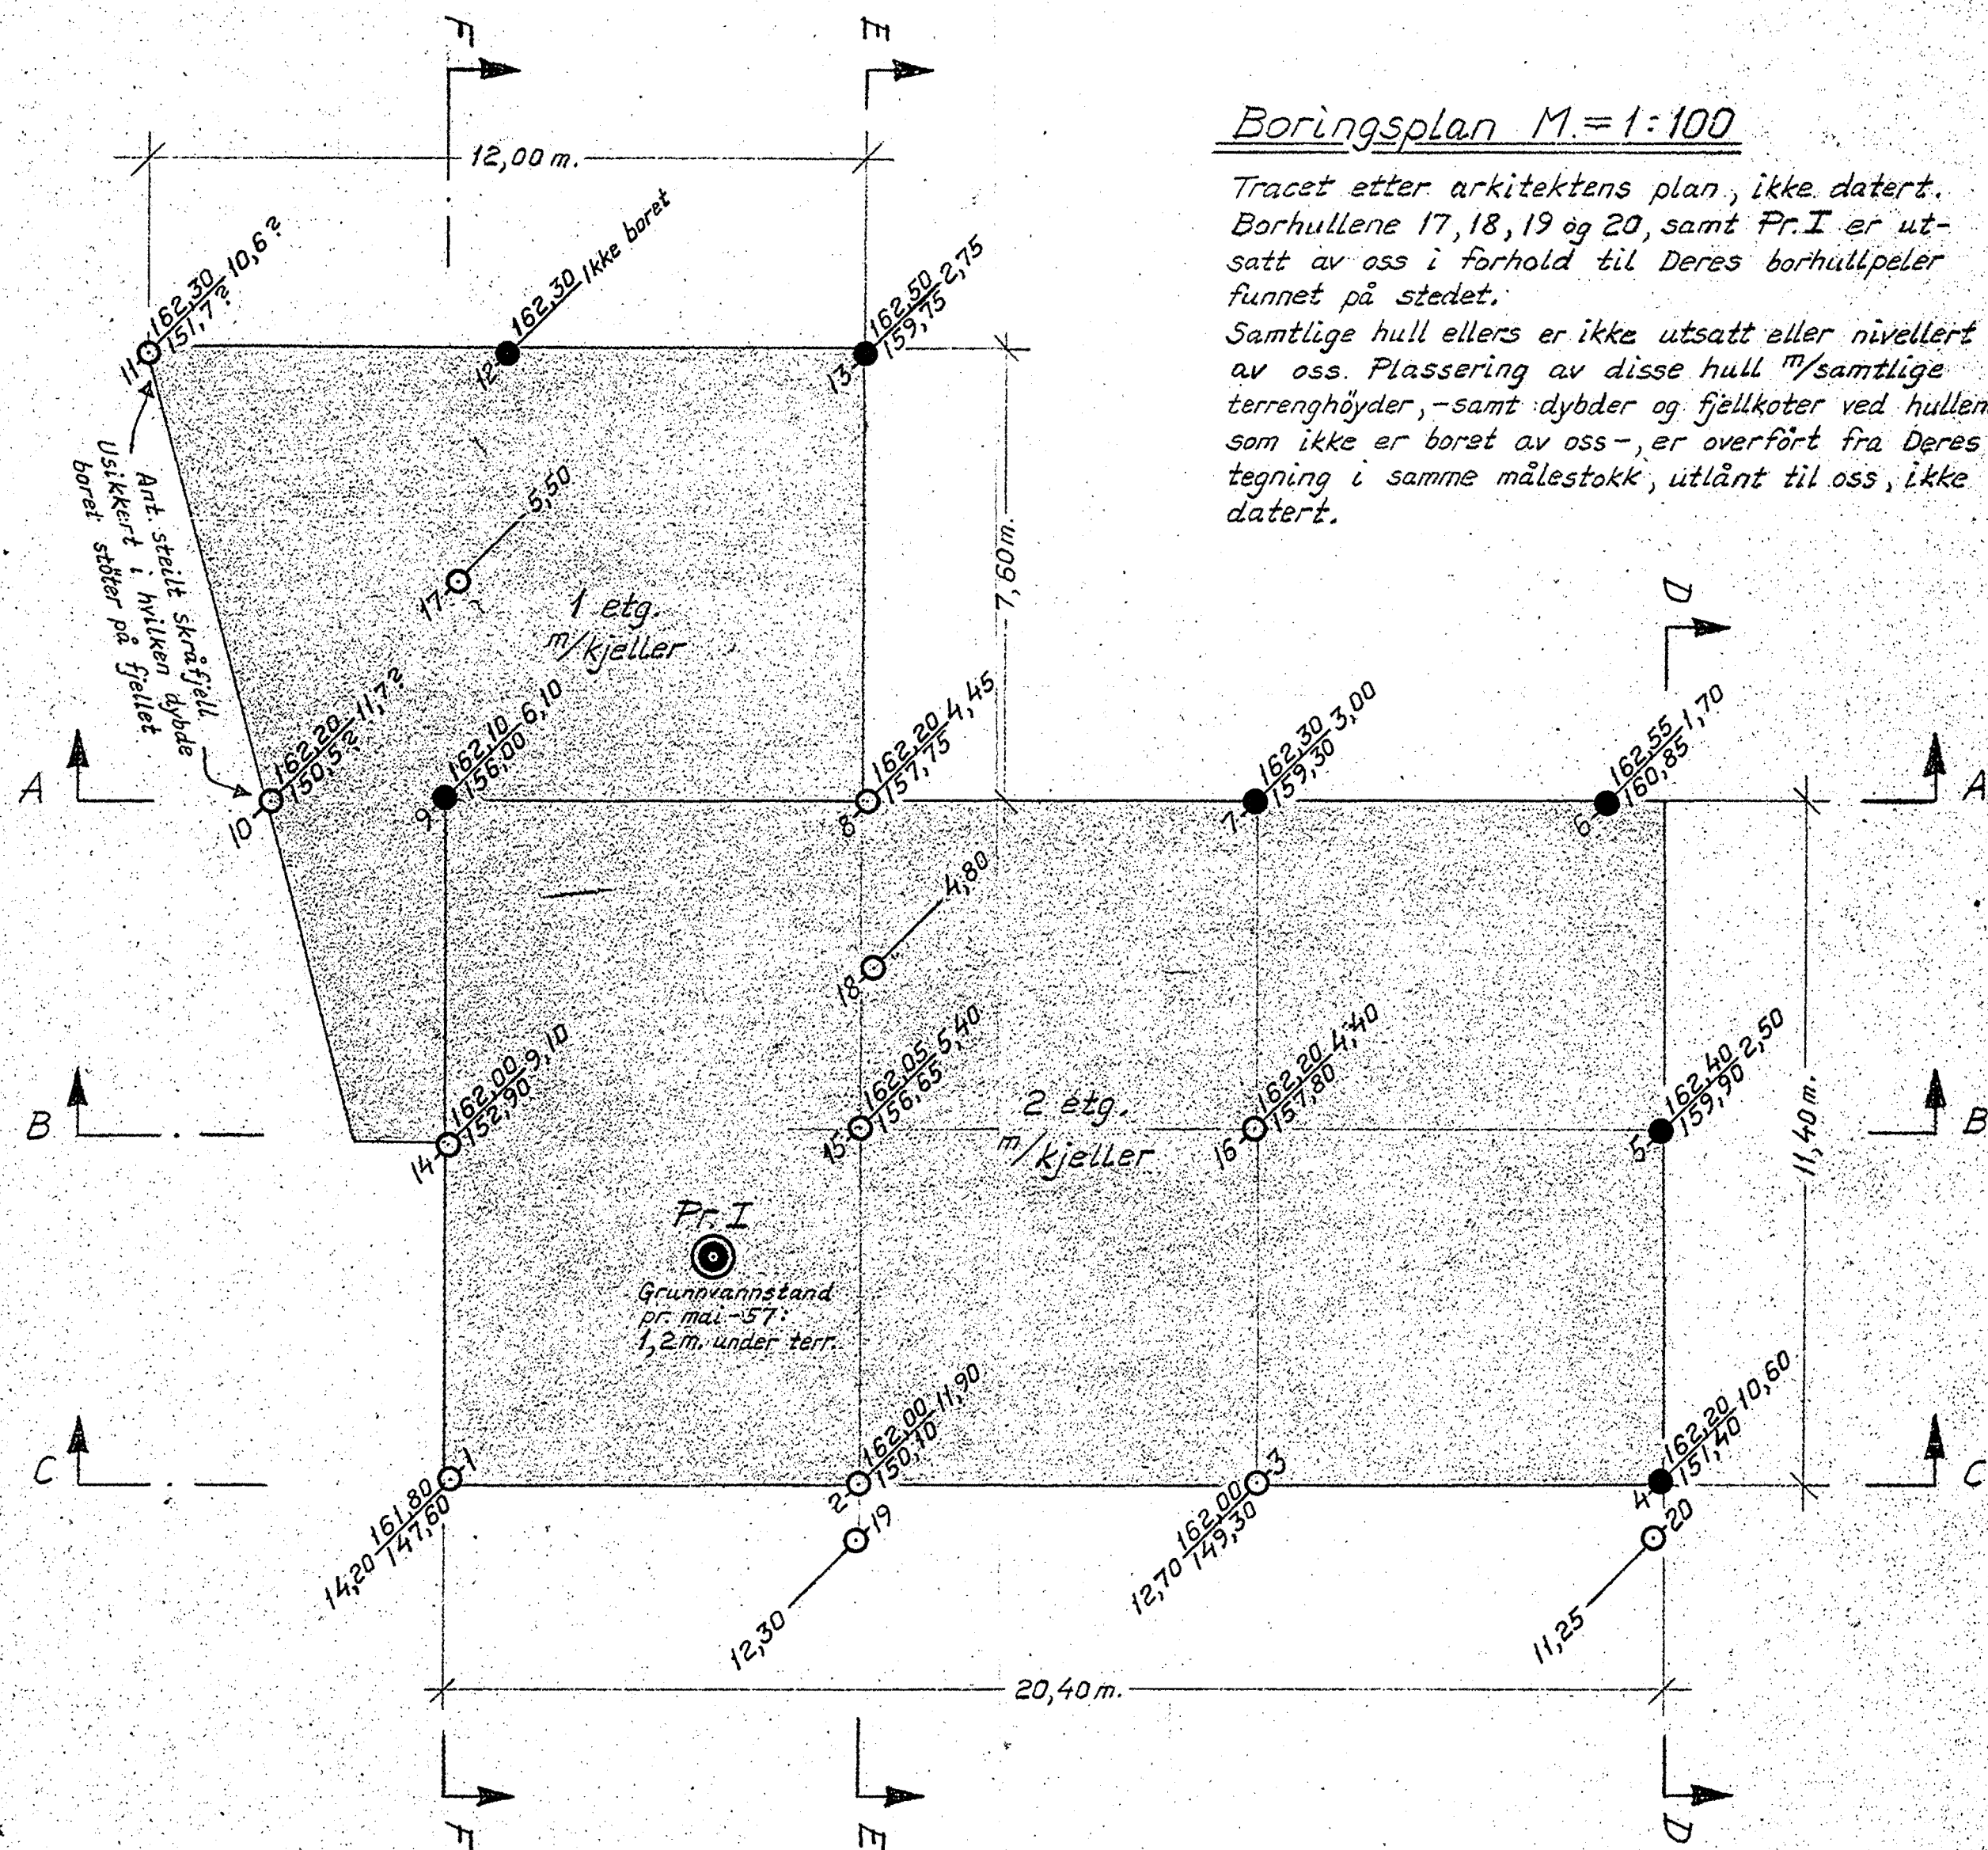 F
E
Boringsplan M.=1:100
12,00 m.
Tracet etter arkitektens plan, ikke datert.
Borhullene 17, 18, 19 og 20, samt Pr. I er ut-
satt av oss i forhold til Deres borhullpeler
funnet på stedet.
Samtlige hull ellers er ikke utsatt eller nivellert
av oss. Plassering av disse hull m/samtlige
terrenghöyder,-samt dybder og fjellkoter ved hullene
som ikke er boret av oss-, er overfört fra Deres
tegning i samme målestokk, utlånt til oss, ikke
datert.
11 162,30 10,6?
151,7?
12 162,30 Ikke boret
13 162,50 2,75
159,75
Ant. steilt skråfjell
Usikkert i hvilken dybde
boret stöter på fjellet
17 5,50
7,60 m.
1 etg.
m/kjeller
D
A
10 162,20 11,7?
150,5?
9 162,10 6,10
156,00
8 162,20 4,45
157,75
7 162,30 3,00
159,30
6 162,55 1,70
160,85
A
18 4,80
B
14 162,00 9,10
152,90
15 162,05 5,40
156,65
2 etg.
m/kjeller
16 162,20 4,40
157,80
5 162,40 2,50
159,90
11,40 m.
B
Pr. I
Grunnvannstand
pr. mai-57:
1,2 m. under terr.
C
1
14,20 161,80
147,60
2 162,00 11,90
150,10
19
12,30
3
12,70 162,00
149,30
4 162,20 10,60
151,40
20
11,25
C
20,40 m.
F
E
D